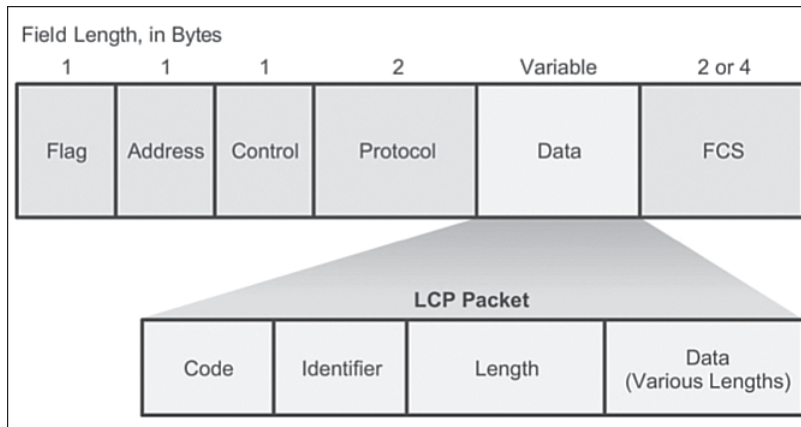 Field Length, in Bytes
1 1 1 2 Variable 2 or 4
Flag Address Control Protocol Data FCS
LCP Packet
Code Identifier Length Data
(Various Lengths)